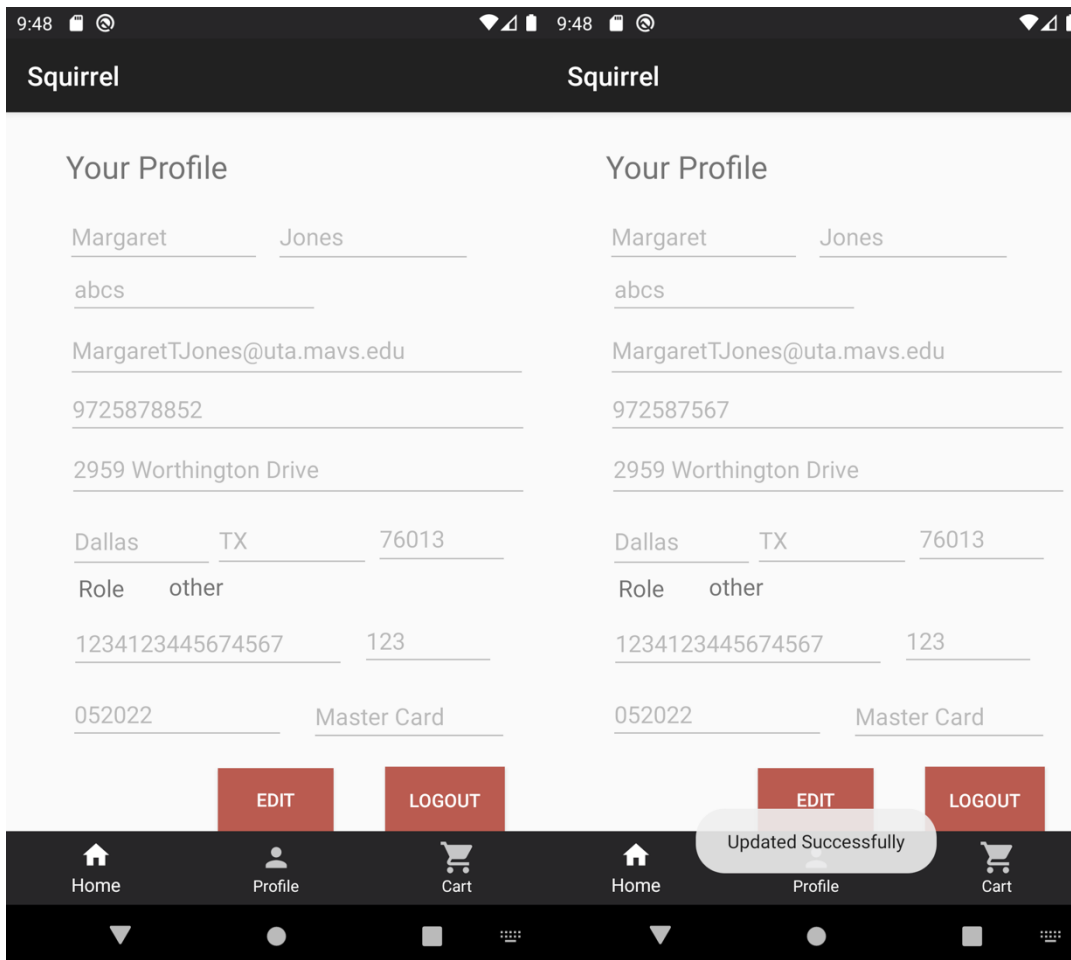 9:48
Squirrel
Your Profile
Margaret Jones
abcs
MargaretTJones@uta.mavs.edu
9725878852
2959 Worthington Drive
Dallas TX 76013
Role other
1234123445674567 123
052022 Master Card
EDIT LOGOUT
Home Profile Cart
9:48
Squirrel
Your Profile
Margaret Jones
abcs
MargaretTJones@uta.mavs.edu
972587567
2959 Worthington Drive
Dallas TX 76013
Role other
1234123445674567 123
052022 Master Card
EDIT LOGOUT
Updated Successfully
Home Profile Cart